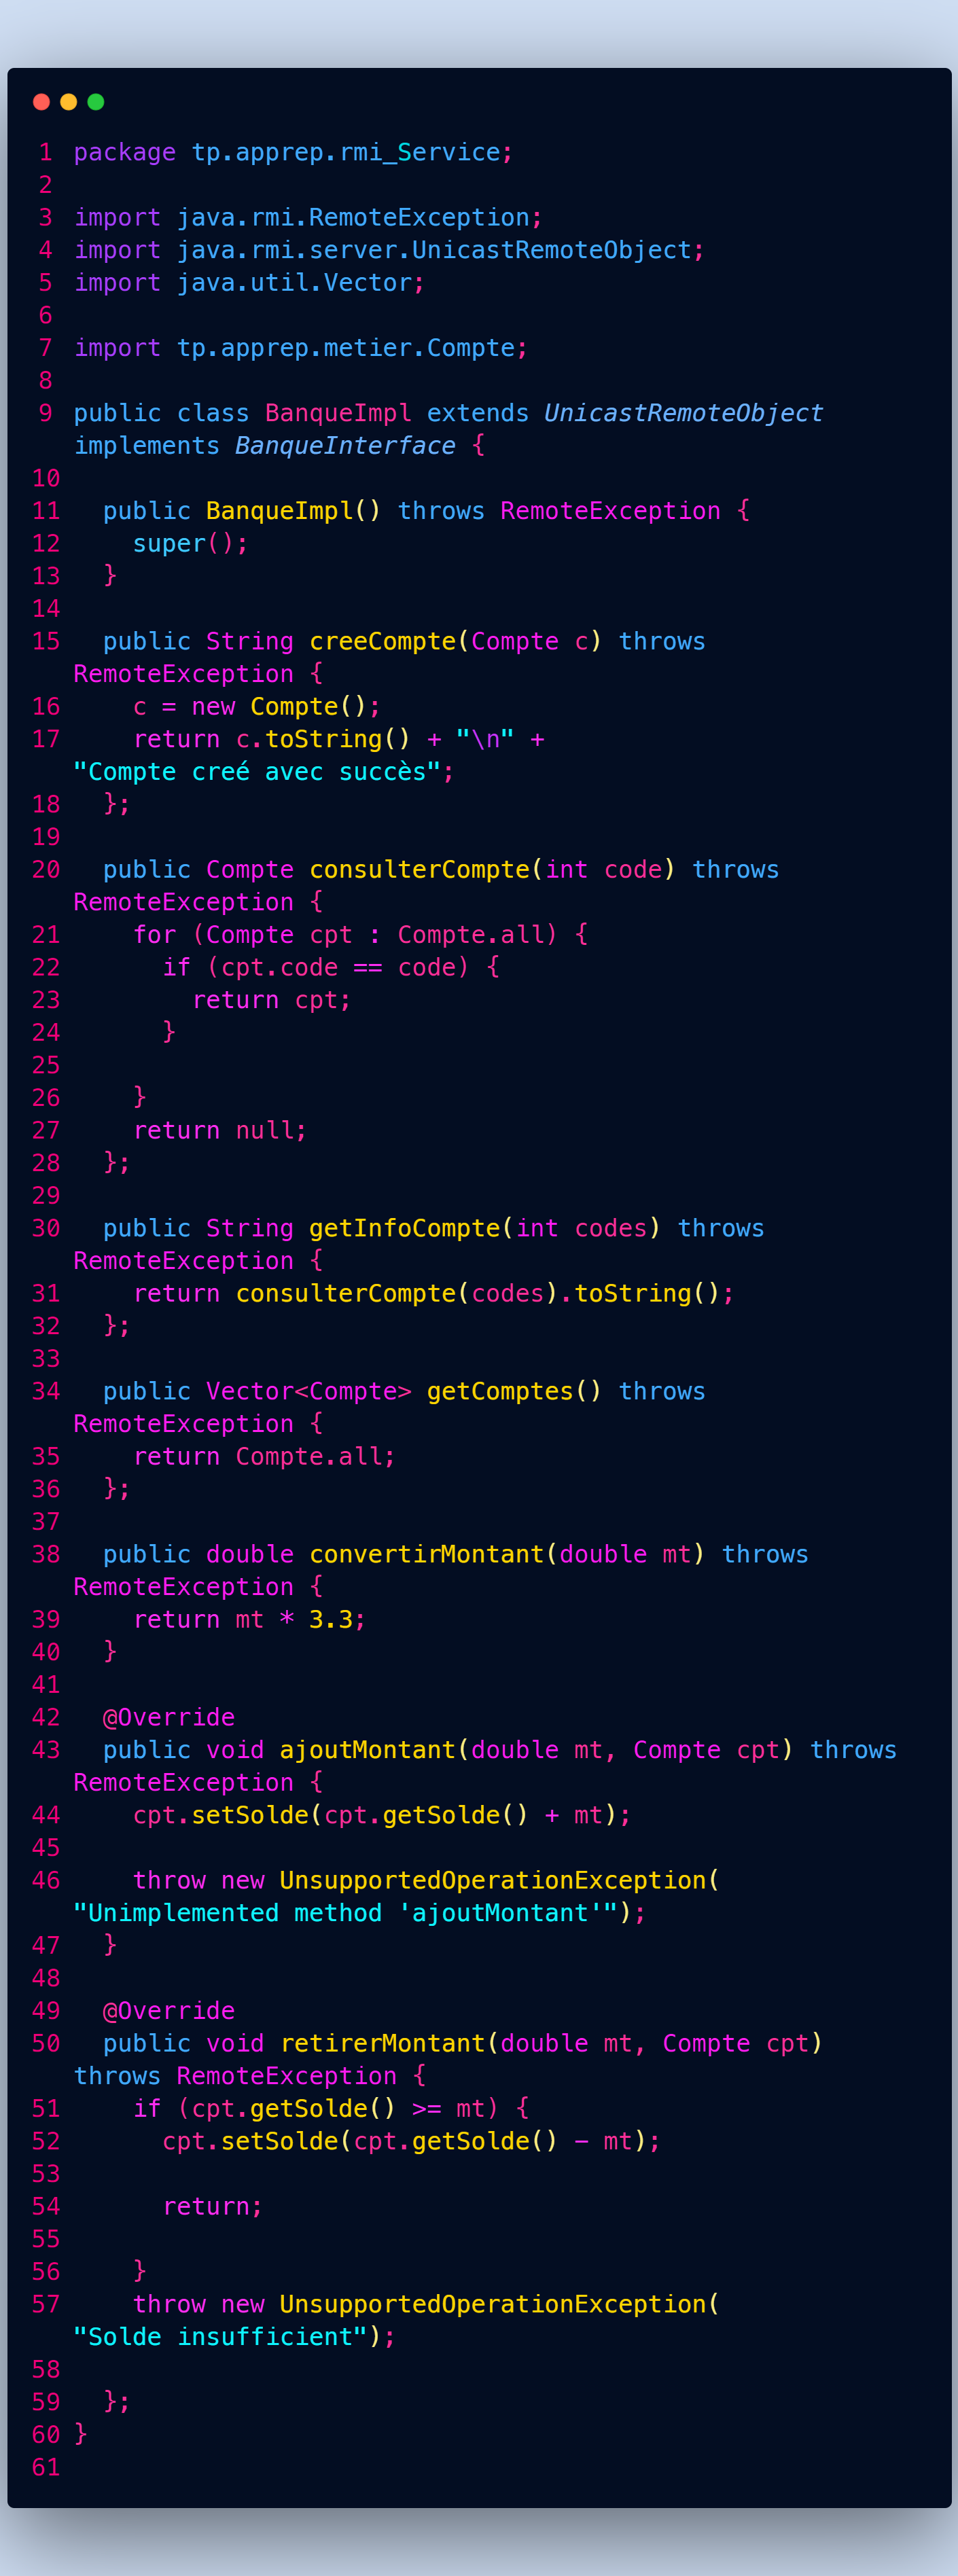 1 package tp.apprep.rmi_Service;
2
3 import java.rmi.RemoteException;
4 import java.rmi.server.UnicastRemoteObject;
5 import java.util.Vector;
6
7 import tp.apprep.metier.Compte;
8
9 public class BanqueImpl extends UnicastRemoteObject
implements BanqueInterface {
10
11   public BanqueImpl() throws RemoteException {
12     super();
13   }
14
15   public String creeCompte(Compte c) throws
RemoteException {
16     c = new Compte();
17     return c.toString() + "\n" +
"Compte creé avec succès";
18   };
19
20   public Compte consulterCompte(int code) throws
RemoteException {
21     for (Compte cpt : Compte.all) {
22       if (cpt.code == code) {
23         return cpt;
24       }
25
26     }
27     return null;
28   };
29
30   public String getInfoCompte(int codes) throws
RemoteException {
31     return consulterCompte(codes).toString();
32   };
33
34   public Vector<Compte> getComptes() throws
RemoteException {
35     return Compte.all;
36   };
37
38   public double convertirMontant(double mt) throws
RemoteException {
39     return mt * 3.3;
40   }
41
42   @Override
43   public void ajoutMontant(double mt, Compte cpt) throws
RemoteException {
44     cpt.setSolde(cpt.getSolde() + mt);
45
46     throw new UnsupportedOperationException(
"Unimplemented method 'ajoutMontant'");
47   }
48
49   @Override
50   public void retirerMontant(double mt, Compte cpt)
throws RemoteException {
51     if (cpt.getSolde() >= mt) {
52       cpt.setSolde(cpt.getSolde() - mt);
53
54       return;
55
56     }
57     throw new UnsupportedOperationException(
"Solde insufficient");
58
59   };
60 }
61